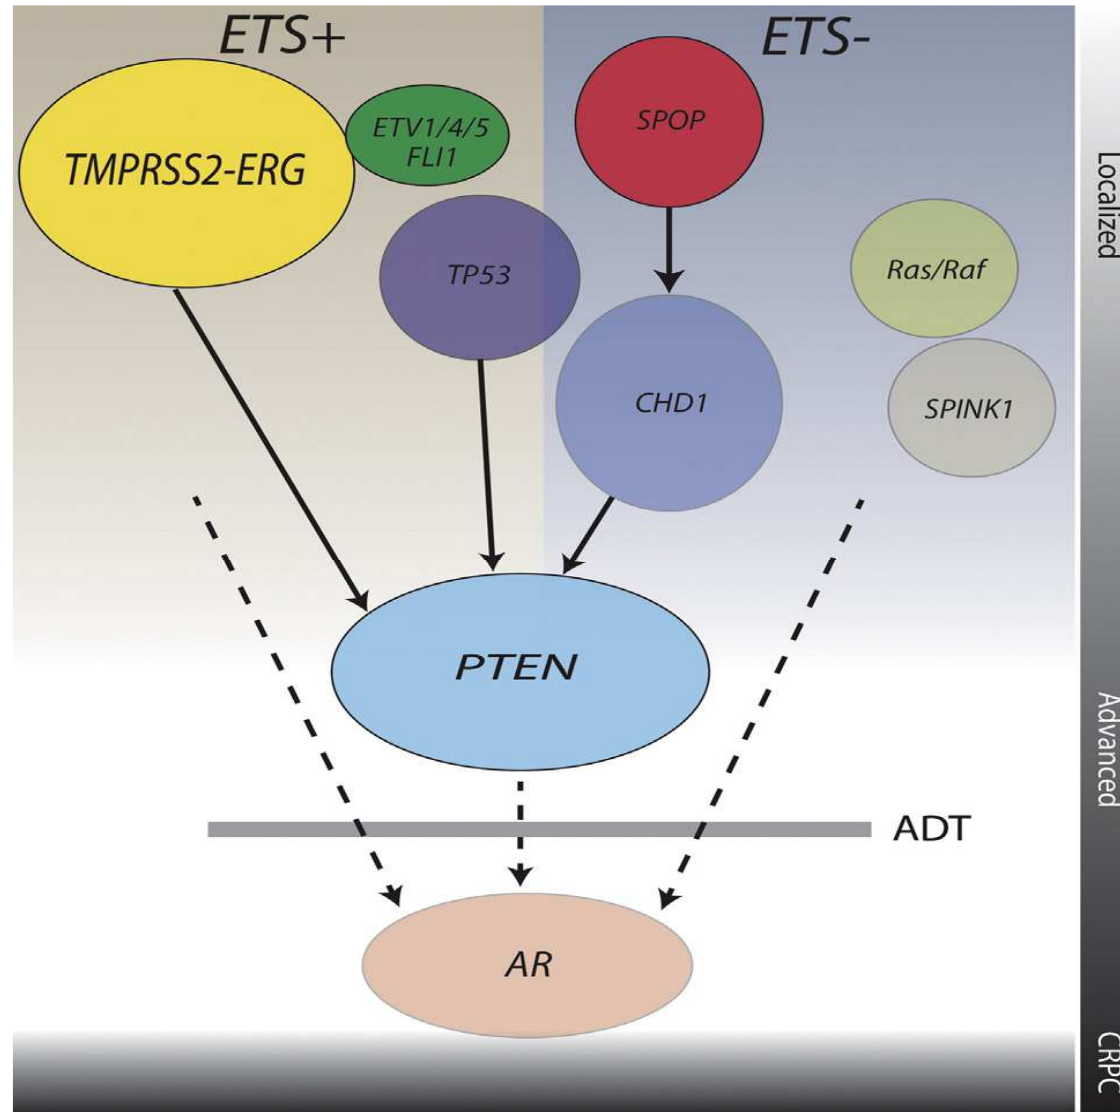 ETS+
ETS-
TMPRSS2-ERG
ETV1/4/5
FLI1
SPOP
TP53
Ras/Raf
CHD1
SPINK1
PTEN
ADT
AR
Localized
Advanced
CRPC